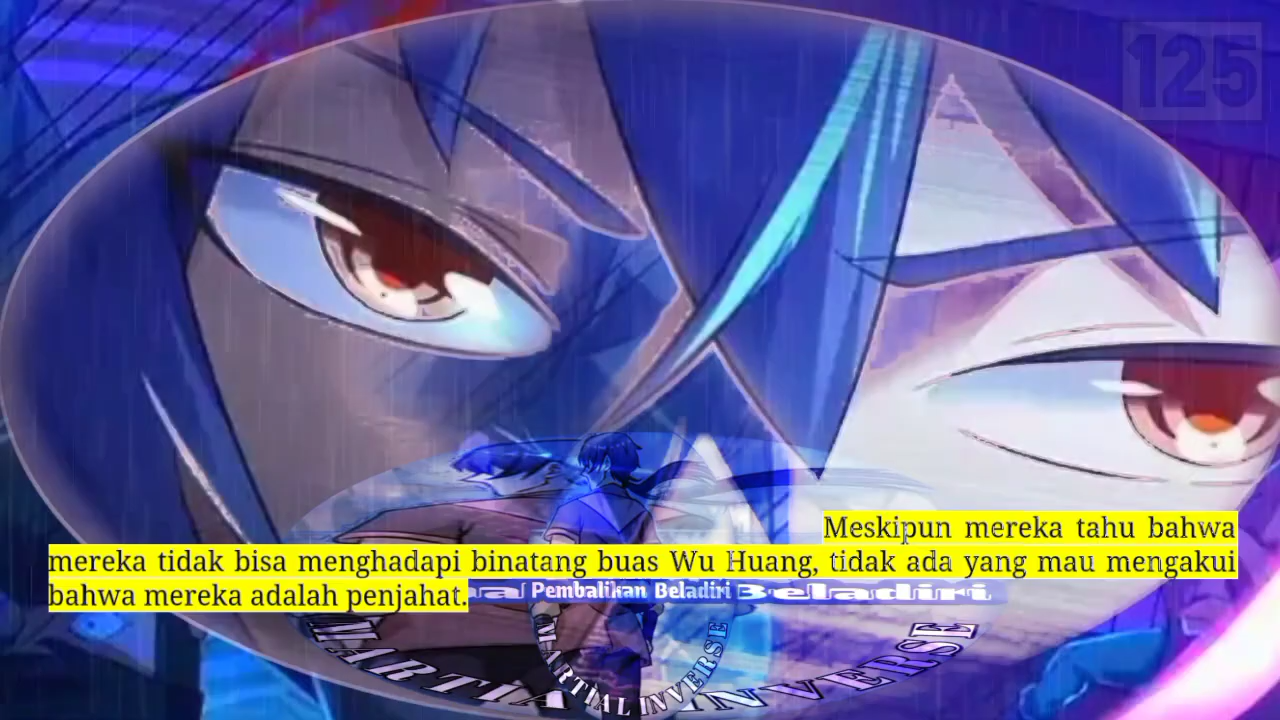 125
Meskipun mereka tahu bahwa
mereka tidak bisa menghadapi binatang buas Wu Huang, tidak ada yang mau mengakui
bahwa mereka adalah penjahat.
Pembalikan Beladiri Beladiri
MARTIAL INVERSE
MARTIAL INVERSE